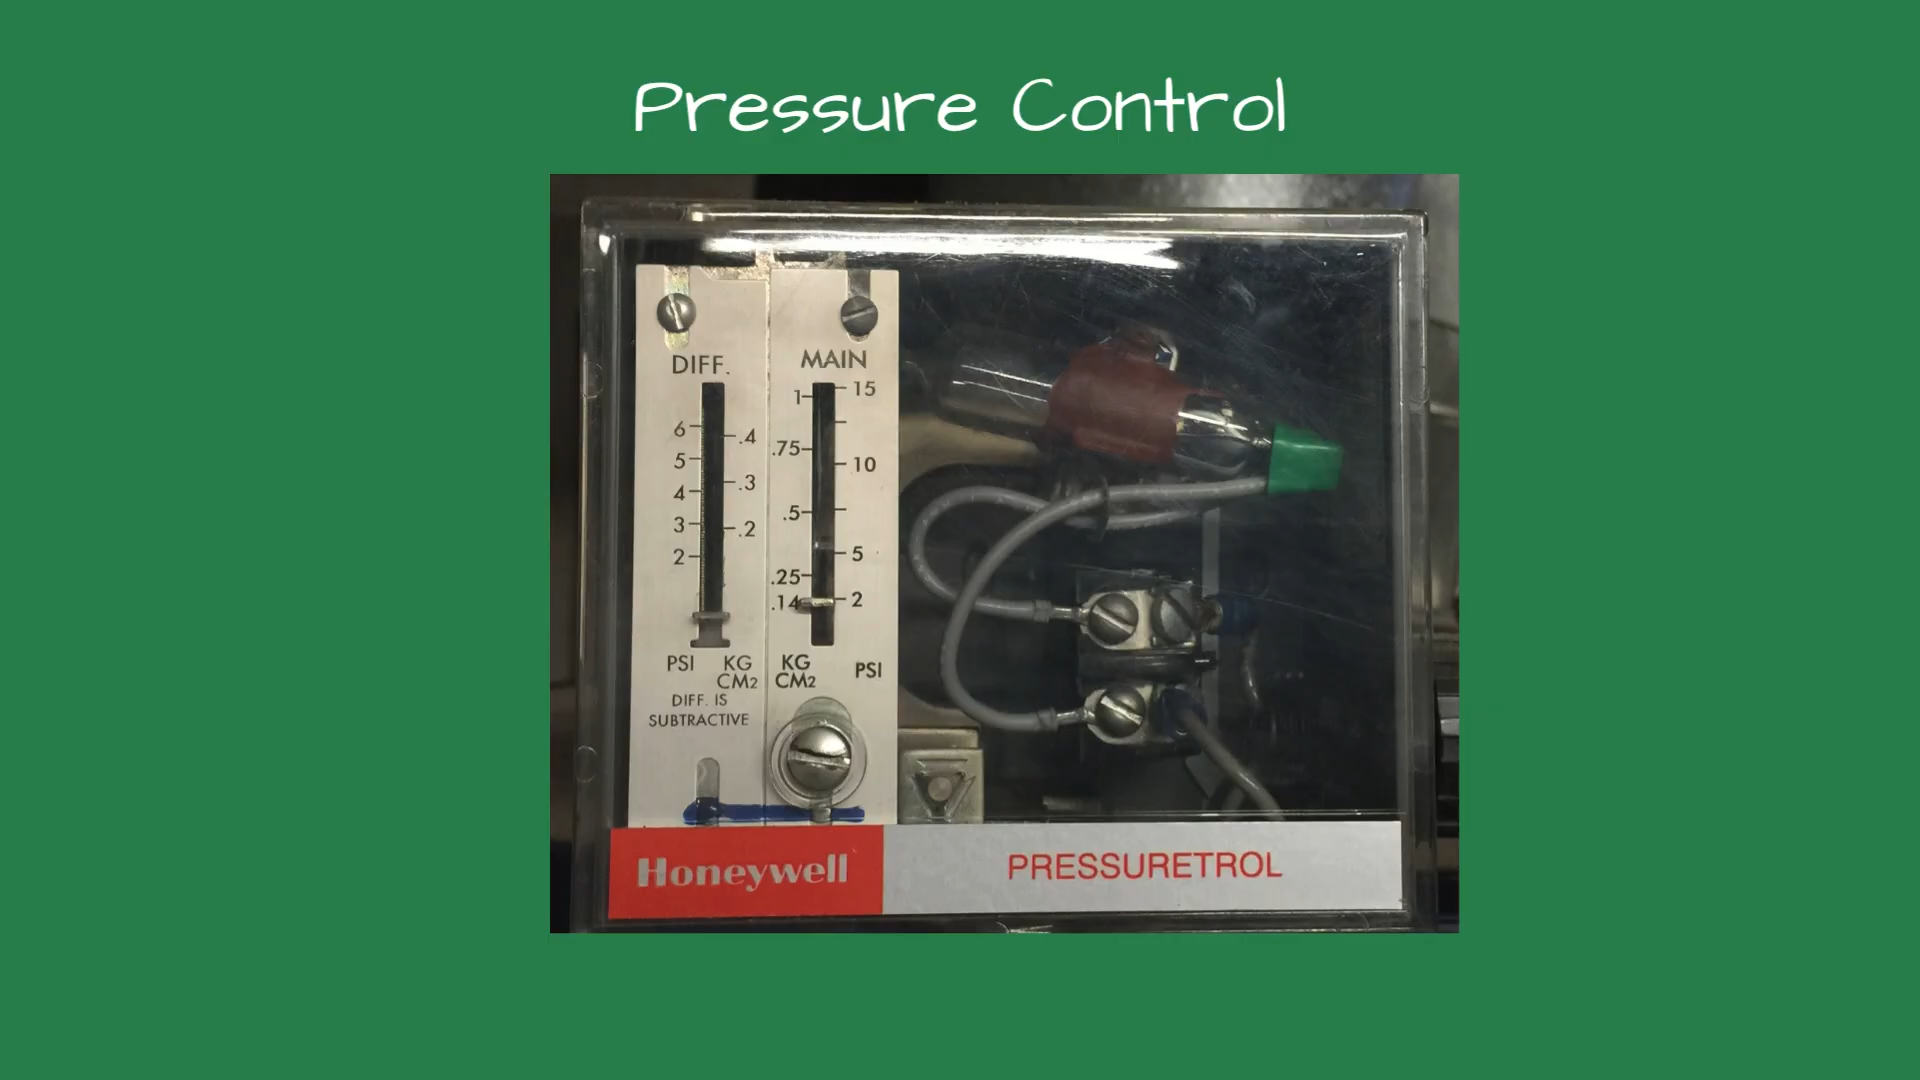 Pressure Control
DIFF.
6
5
4
3
2
.4
.3
.2
PSI
KG
CM2
DIFF. IS
SUBTRACTIVE
MAIN
1
.75
.5
.25
.14
15
10
5
2
KG
CM2
PSI
Honeywell
PRESSURETROL